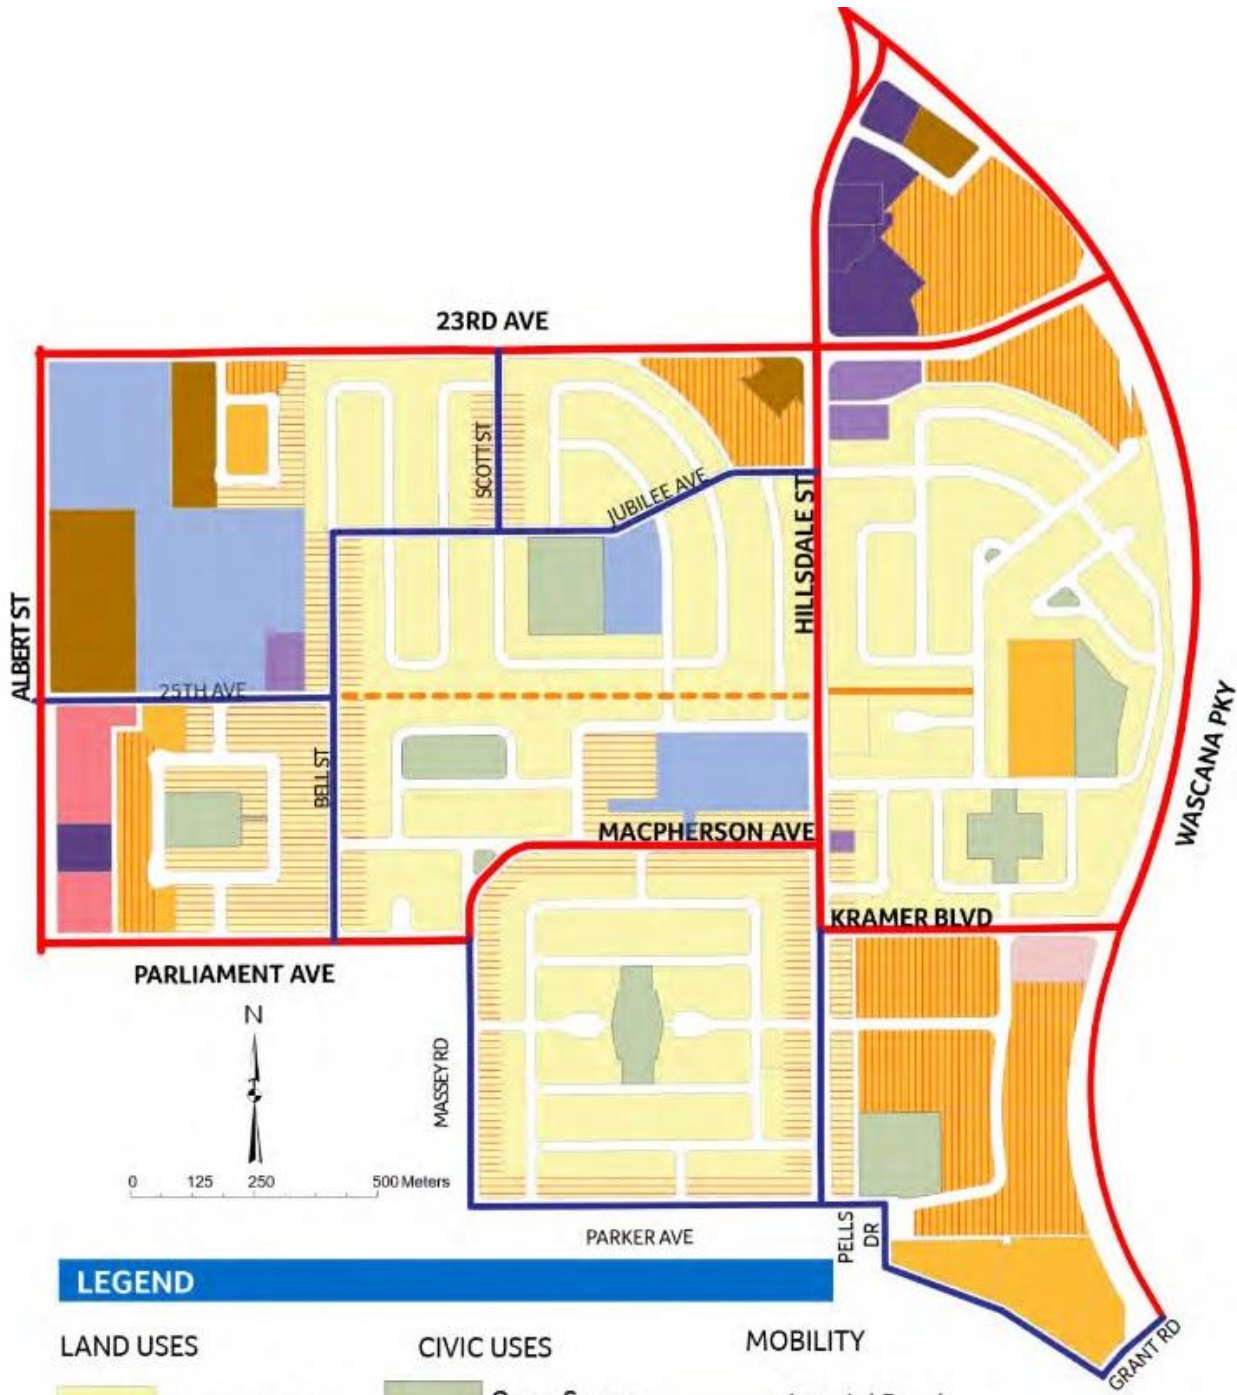 23RD AVE
SCOTT ST
JUBILEE AVE
HILLSDALE ST
ALBERT ST
25TH AVE
WASCANA PKY
BELL ST
MACPHERSON AVE
KRAMER BLVD
PARLIAMENT AVE
N
MASSEY RD
0 125 250 500 Meters
PARKER AVE
PELLS DR
GRANT RD
LEGEND
LAND USES CIVIC USES MOBILITY